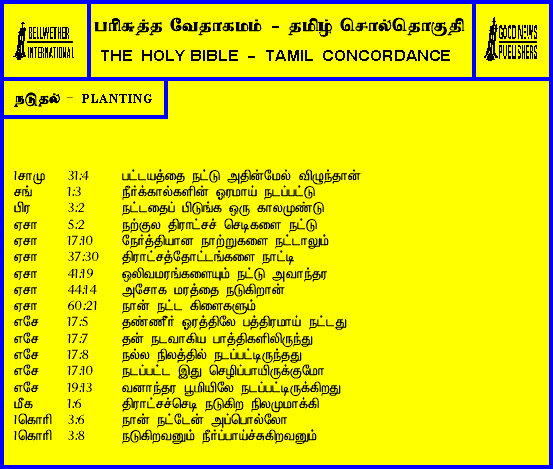 BELLWETHER
INTERNATIONAL
பரிசுத்த வேதாகமம் - தமிழ் சொல்தொகுதி
THE HOLY BIBLE - TAMIL CONCORDANCE
GOOD NEWS
PUBLISHERS
நடுதல் - PLANTING
1சாமு 31:4 பட்டயத்தை நட்டு அதின்மேல் விழுந்தான்
சங் 1:3 நீர்க்கால்களின் ஓரமாய் நடப்பட்டு
பிர 3:2 நட்டதைப் பிடுங்க ஒரு காலமுண்டு
ஏசா 5:2 நற்குல திராட்சச் செடிகளை நட்டு
ஏசா 17:10 நேர்த்தியான நாற்றுகளை நட்டாலும்
ஏசா 37:30 திராட்சத்தோட்டங்களை நாட்டி
ஏசா 41:19 ஒலிவமரங்களையும் நட்டு அவாந்தர
ஏசா 44:14 அசோக மரத்தை நடுகிறான்
ஏசா 60:21 நான் நட்ட கிளைகளும்
எசே 17:5 தண்ணீர் ஓரத்திலே பத்திரமாய் நட்டது
எசே 17:7 தன் நடவாகிய பாத்திகளிலிருந்து
எசே 17:8 நல்ல நிலத்தில் நடப்பட்டிருந்தது
எசே 17:10 நடப்பட்ட இது செழிப்பாயிருக்குமோ
எசே 19:13 வனாந்தர பூமியிலே நடப்பட்டிருக்கிறது
மீக 1:6 திராட்சச்செடி நடுகிற நிலமுமாக்கி
1கொரி 3:6 நான் நட்டேன் அப்பொல்லோ
1கொரி 3:8 நடுகிறவனும் நீர்ப்பாய்ச்சுகிறவனும்